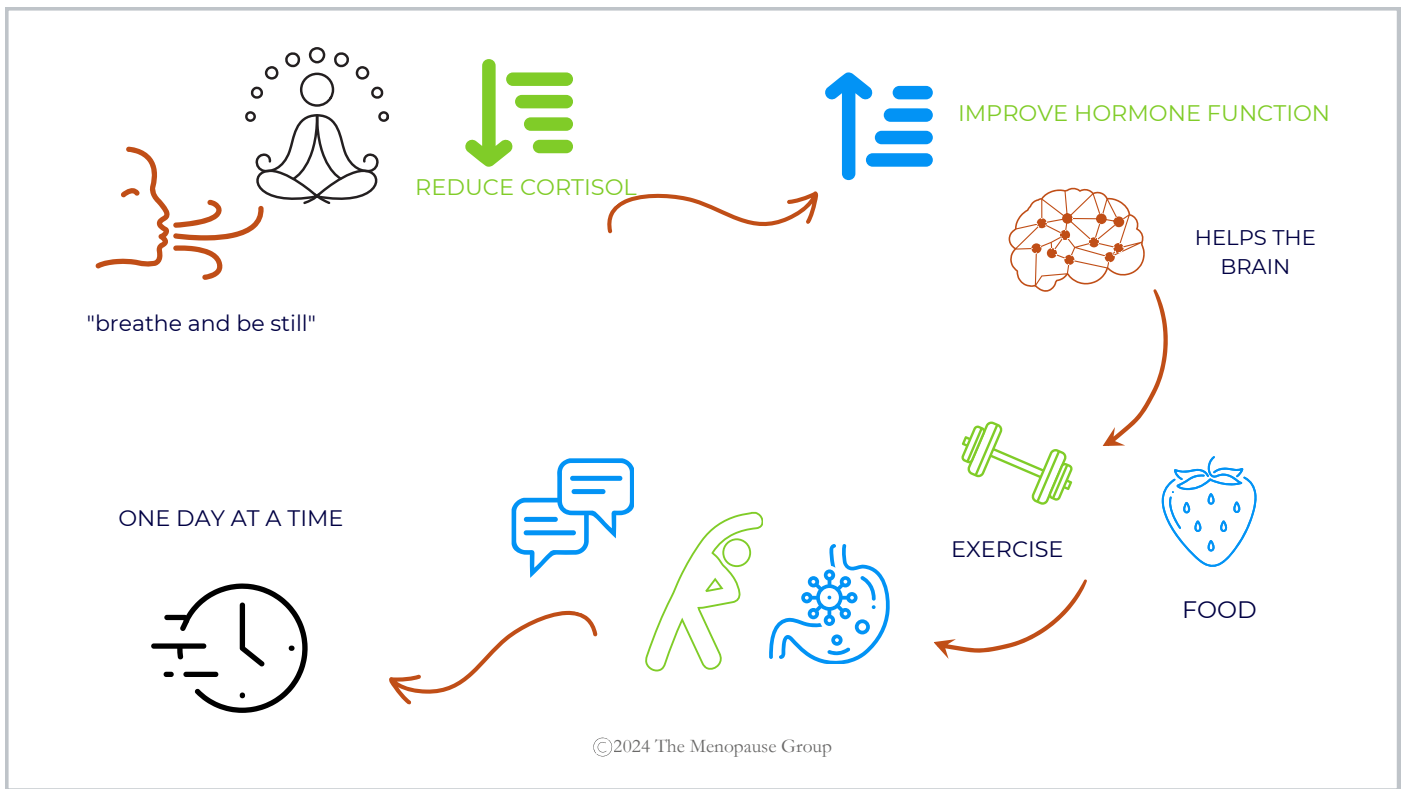 REDUCE CORTISOL
IMPROVE HORMONE FUNCTION
HELPS THE
BRAIN
"breathe and be still"
EXERCISE
FOOD
ONE DAY AT A TIME
©2024 The Menopause Group